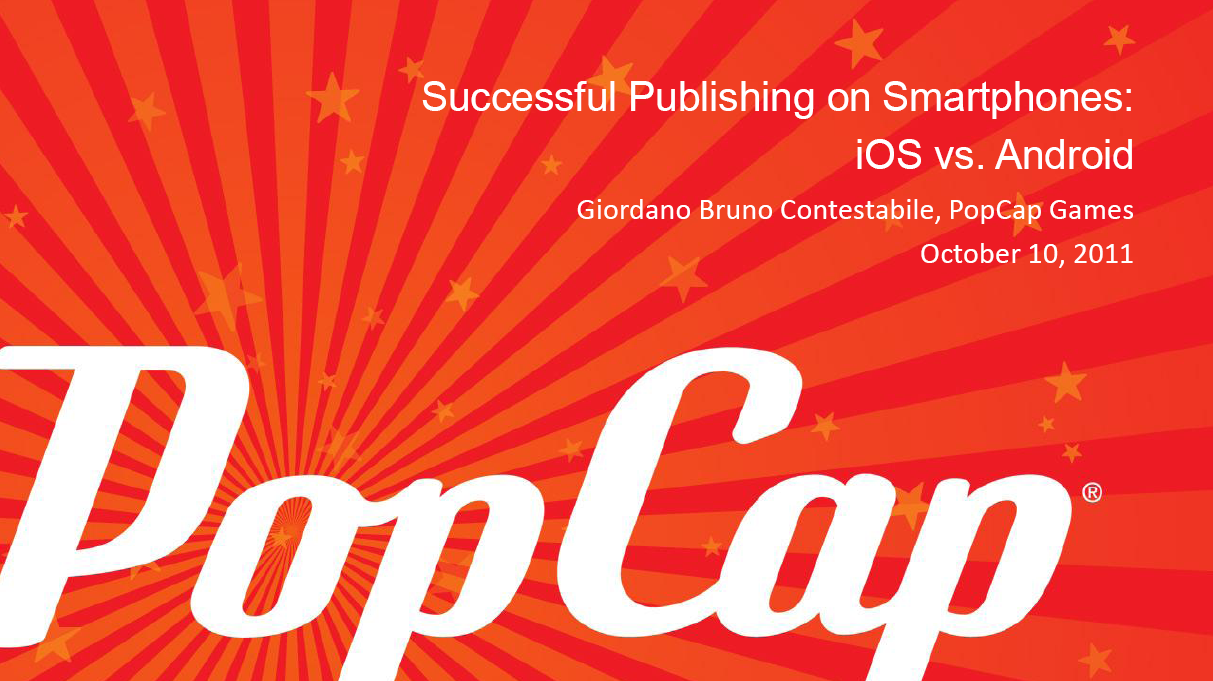 Successful Publishing on Smartphones:
iOS vs. Android
Giordano Bruno Contestabile, PopCap Games
October 10, 2011
PopCap®